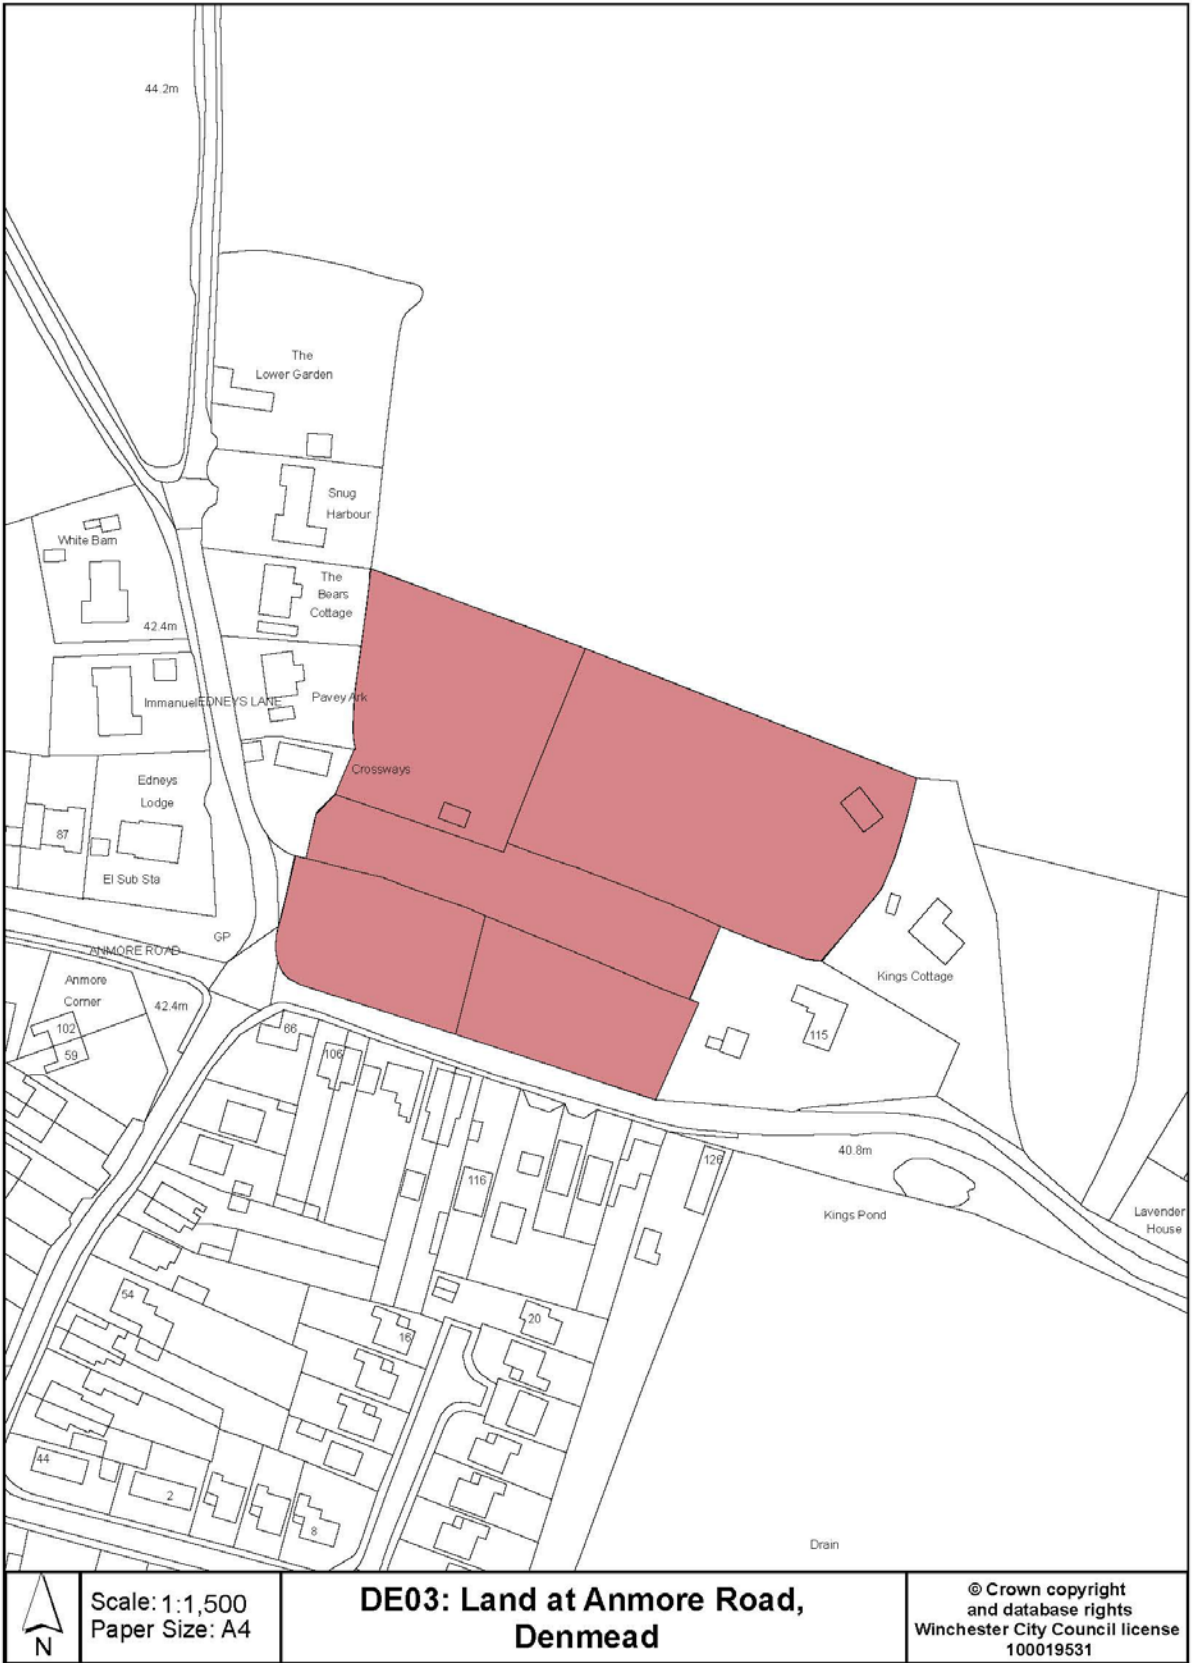 44.2m
The
Lower Garden
Snug
Harbour
White Barn
The
Bears
Cottage
42.4m
Immanuel
EDNEYS LANE
Pavey Ark
Crossways
Edneys
Lodge
87
El Sub Sta
GP
ANMORE ROAD
Anmore
Corner
42.4m
Kings Cottage
102
59
66
106
115
116
126
40.8m
Kings Pond
Lavender
House
54
16
20
44
2
8
Drain
N
Scale: 1:1,500
Paper Size: A4
DE03: Land at Anmore Road,
Denmead
© Crown copyright
and database rights
Winchester City Council license
100019531